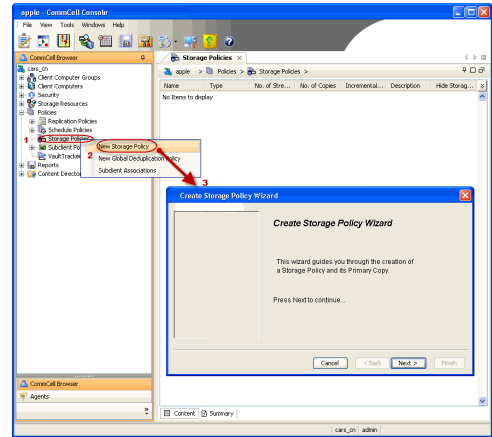 apple - CommCell Console
File View Tools Windows Help
CommCell Browser
Storage Policies
cars_cn
apple > Policies > Storage Policies >
Client Computer Groups
Client Computers
Security
Storage Resources
Policies
Replication Policies
Schedule Policies
1 Storage Policies
Subclient Po
VaultTracker
Reports
Content Director
Name Type No. of Stre... No. of Copies Incremental... Description Hide Storag...
No Items to display
New Storage Policy
2 New Global Deduplication Policy
Subclient Associations
3
Create Storage Policy Wizard
Create Storage Policy Wizard
This wizard guides you through the creation of
a Storage Policy and its Primary Copy.
Press Next to continue...
Cancel < Back Next > Finish
CommCell Browser
Agents
Content Summary
cars_cn admin